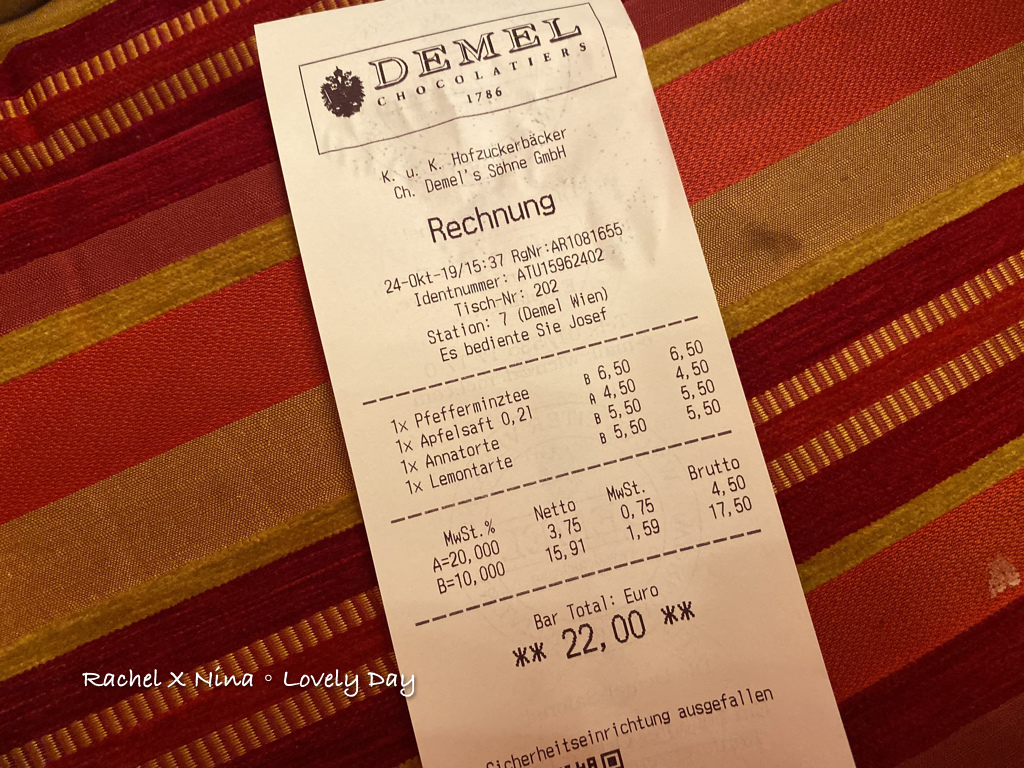 DEMEL
CHOCOLATIERS
1786
K. u. K. Hofzuckerbäcker
Ch. Demel's Söhne GmbH
Rechnung
24-Okt-19/15:37 RgNr:AR1081655
Identnummer: ATU15962402
Tisch-Nr: 202
Station: 7 (Demel Wien)
Es bediente Sie Josef
1x Pfefferminztee B 6,50 6,50
1x Apfelsaft 0,2l A 4,50 4,50
1x Annatorte B 5,50 5,50
1x Lemontarte B 5,50 5,50
MwSt.% Netto MwSt. Brutto
A=20,000 3,75 0,75 4,50
B=10,000 15,91 1,59 17,50
Bar Total: Euro
** 22,00 **
Sicherheitseinrichtung ausgefallen
Rachel X Nina。Lovely Day